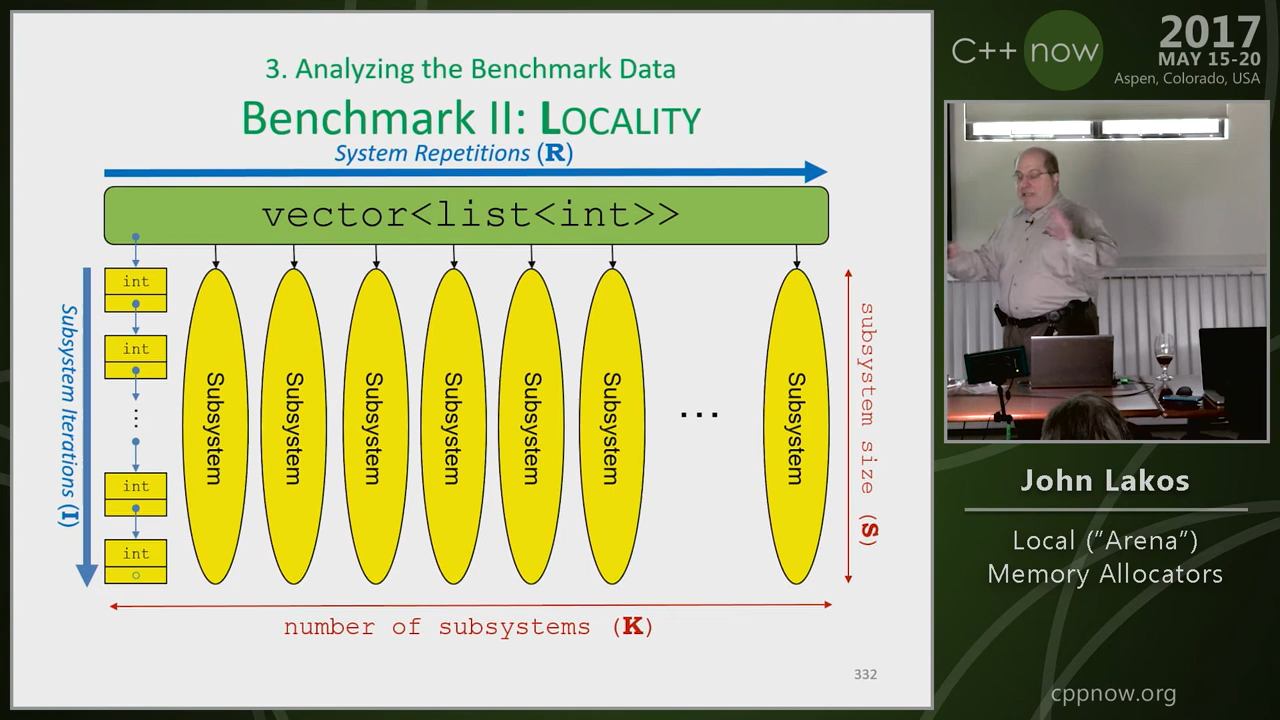 3. Analyzing the Benchmark Data
Benchmark II: LOCALITY
System Repetitions (R)
vector<list<int>>
int
int
⋮
int
int
Subsystem Iterations (I)
Subsystem
Subsystem
Subsystem
Subsystem
Subsystem
Subsystem
...
Subsystem
subsystem size (S)
number of subsystems (K)
332
C++ now
2017
MAY 15-20
Aspen, Colorado, USA
John Lakos
Local (“Arena”)
Memory Allocators
cppnow.org